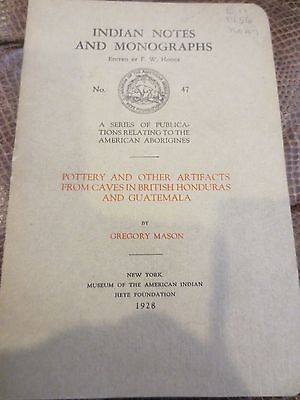 INDIAN NOTES
AND MONOGRAPHS
EDITED BY F. W. HODGE
No. 47
A SERIES OF PUBLICA-
TIONS RELATING TO THE
AMERICAN ABORIGINES
POTTERY AND OTHER ARTIFACTS
FROM CAVES IN BRITISH HONDURAS
AND GUATEMALA
BY
GREGORY MASON
NEW YORK
MUSEUM OF THE AMERICAN INDIAN
HEYE FOUNDATION
1928